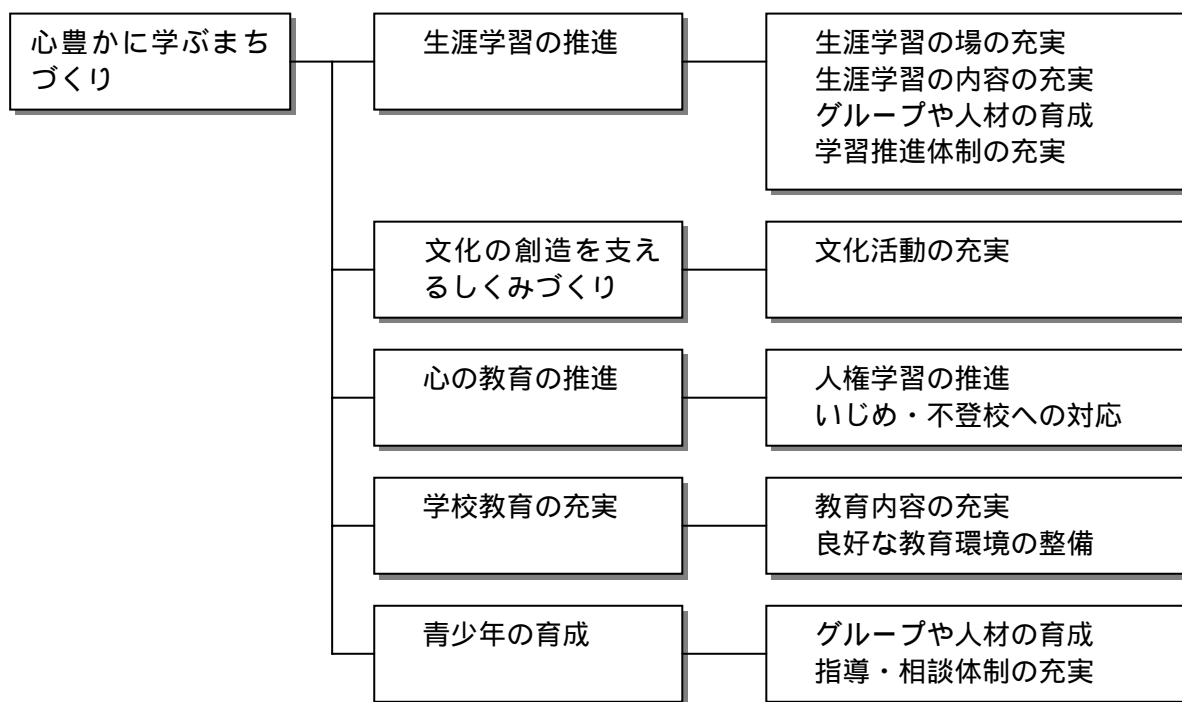 心豊かに学ぶまち
づくり
生涯学習の推進
生涯学習の場の充実
生涯学習の内容の充実
グループや人材の育成
学習推進体制の充実
文化の創造を支え
るしくみづくり
文化活動の充実
心の教育の推進
人権学習の推進
いじめ・不登校への対応
学校教育の充実
教育内容の充実
良好な教育環境の整備
青少年の育成
グループや人材の育成
指導・相談体制の充実